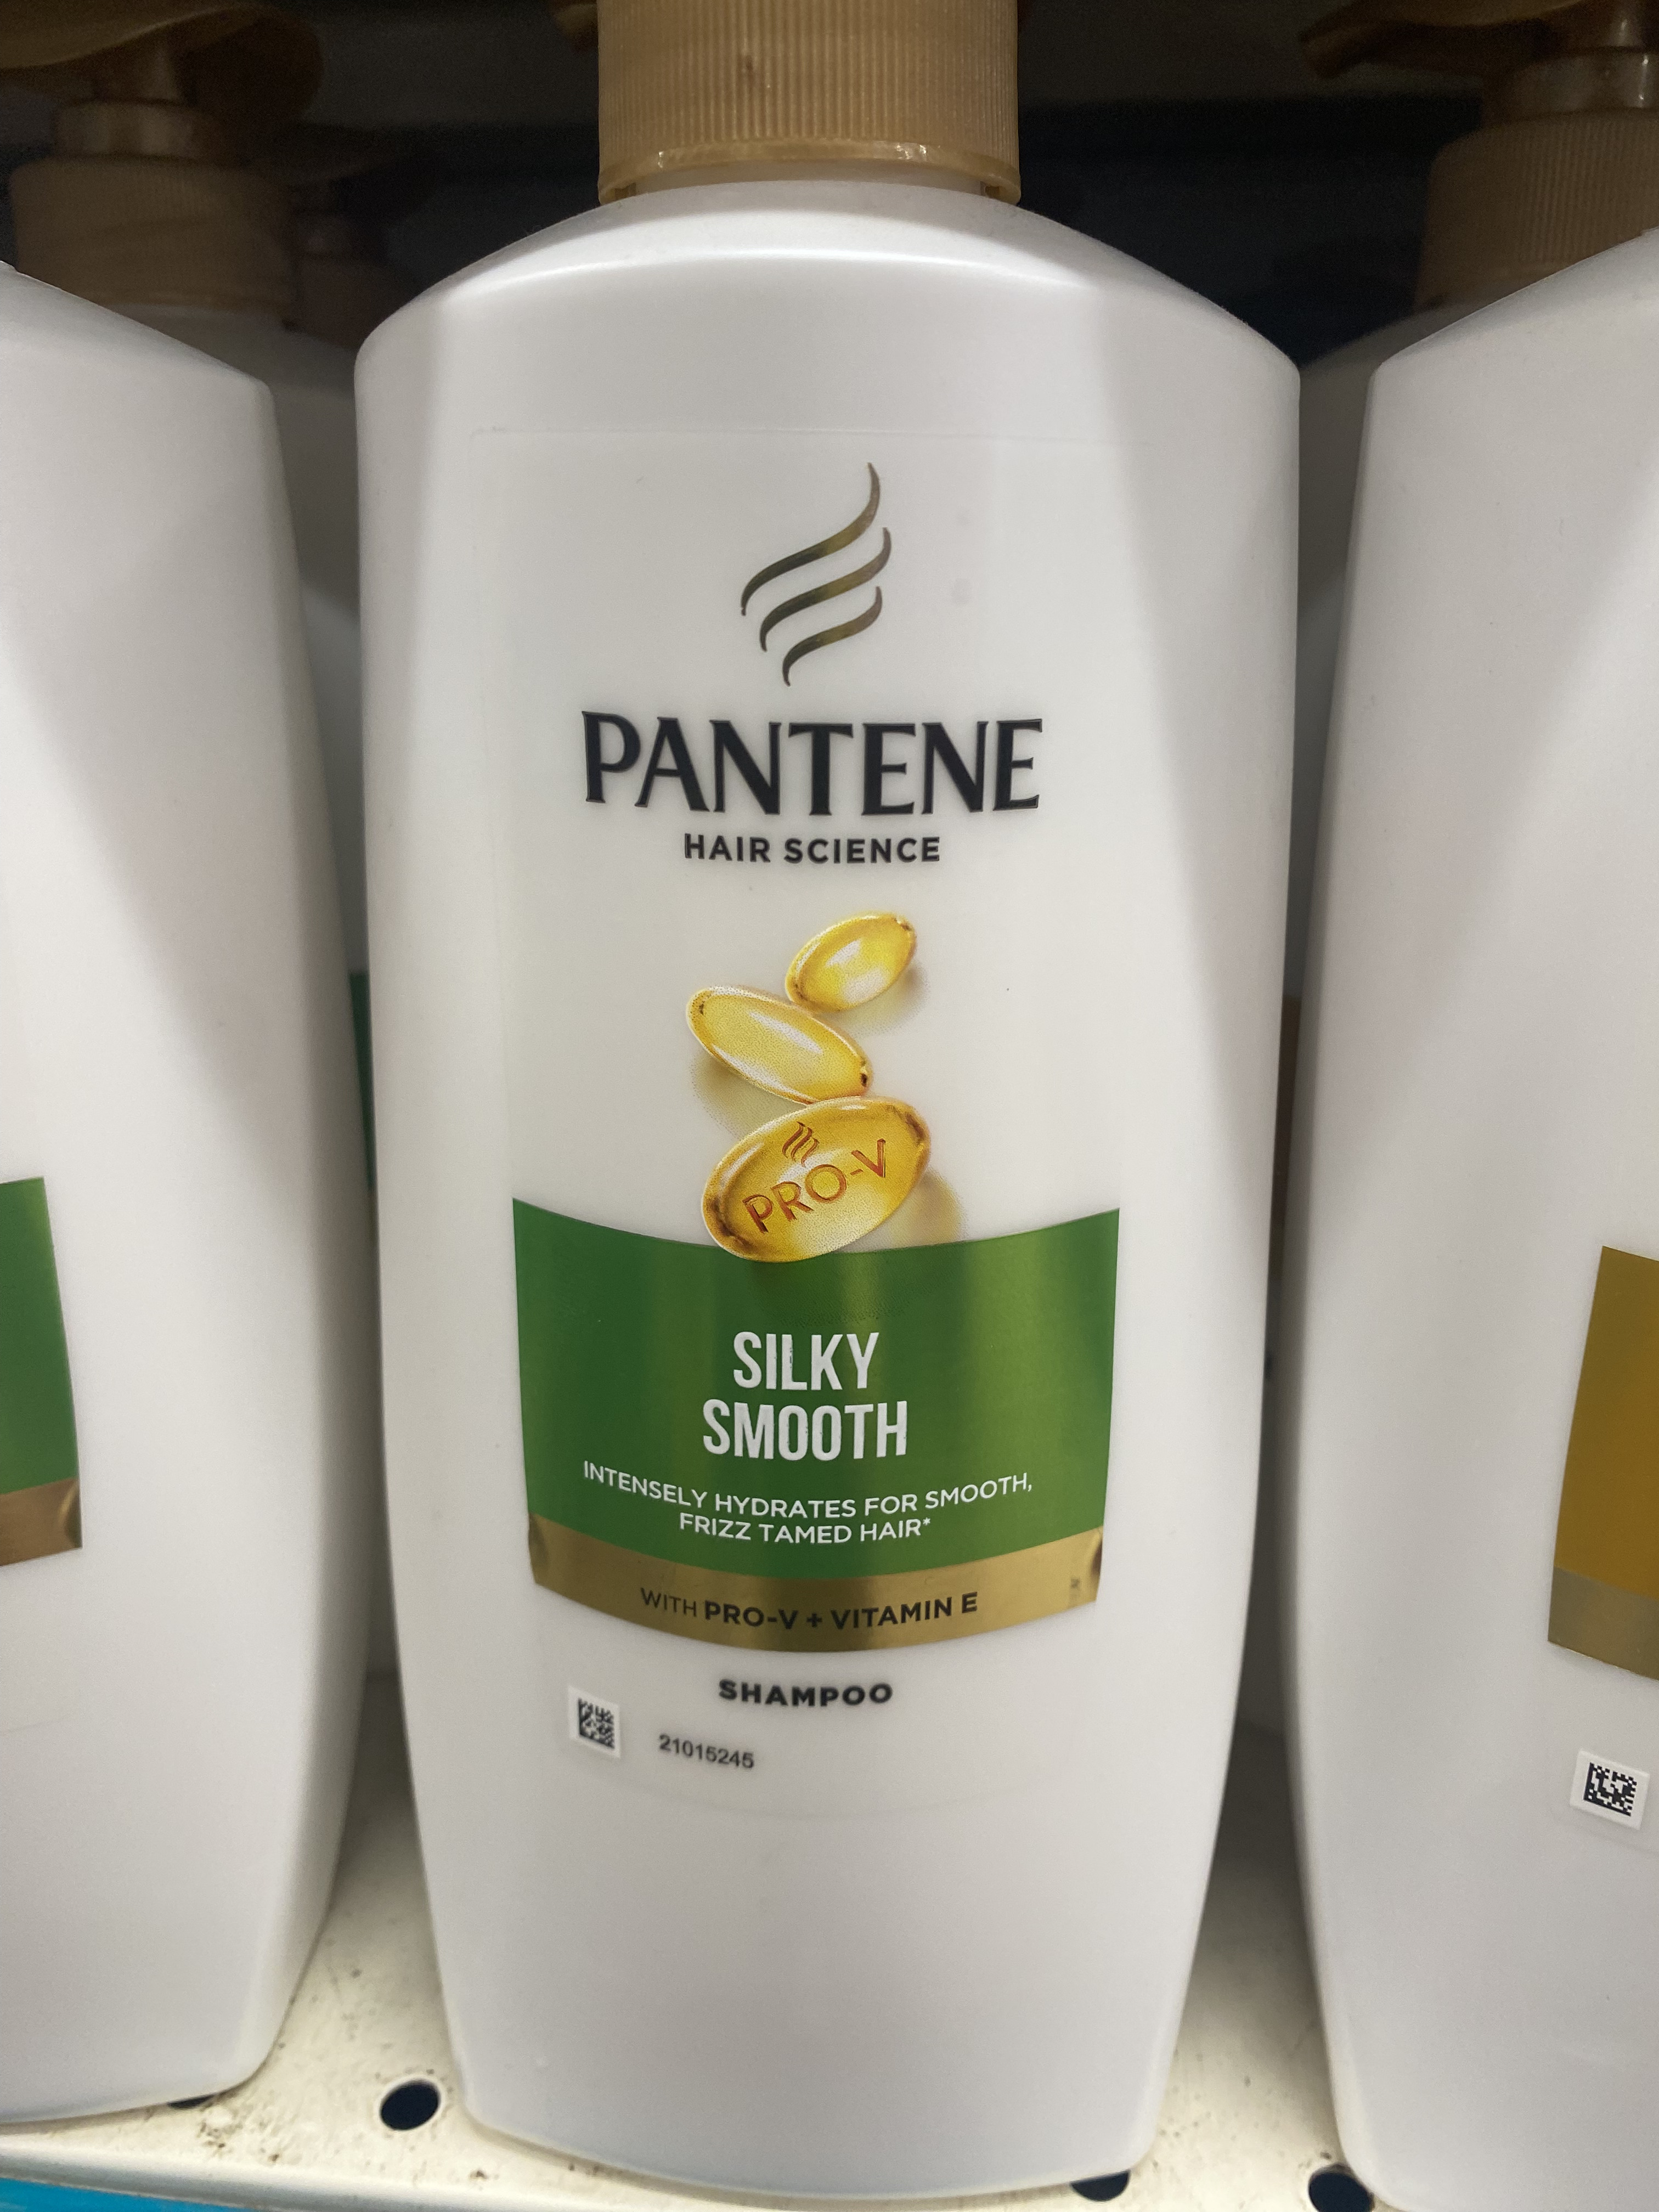 PANTENE
HAIR SCIENCE
PRO-V
SILKY
SMOOTH
INTENSELY HYDRATES FOR SMOOTH,
FRIZZ TAMED HAIR*
WITH PRO-V + VITAMIN E
SHAMPOO
21015245